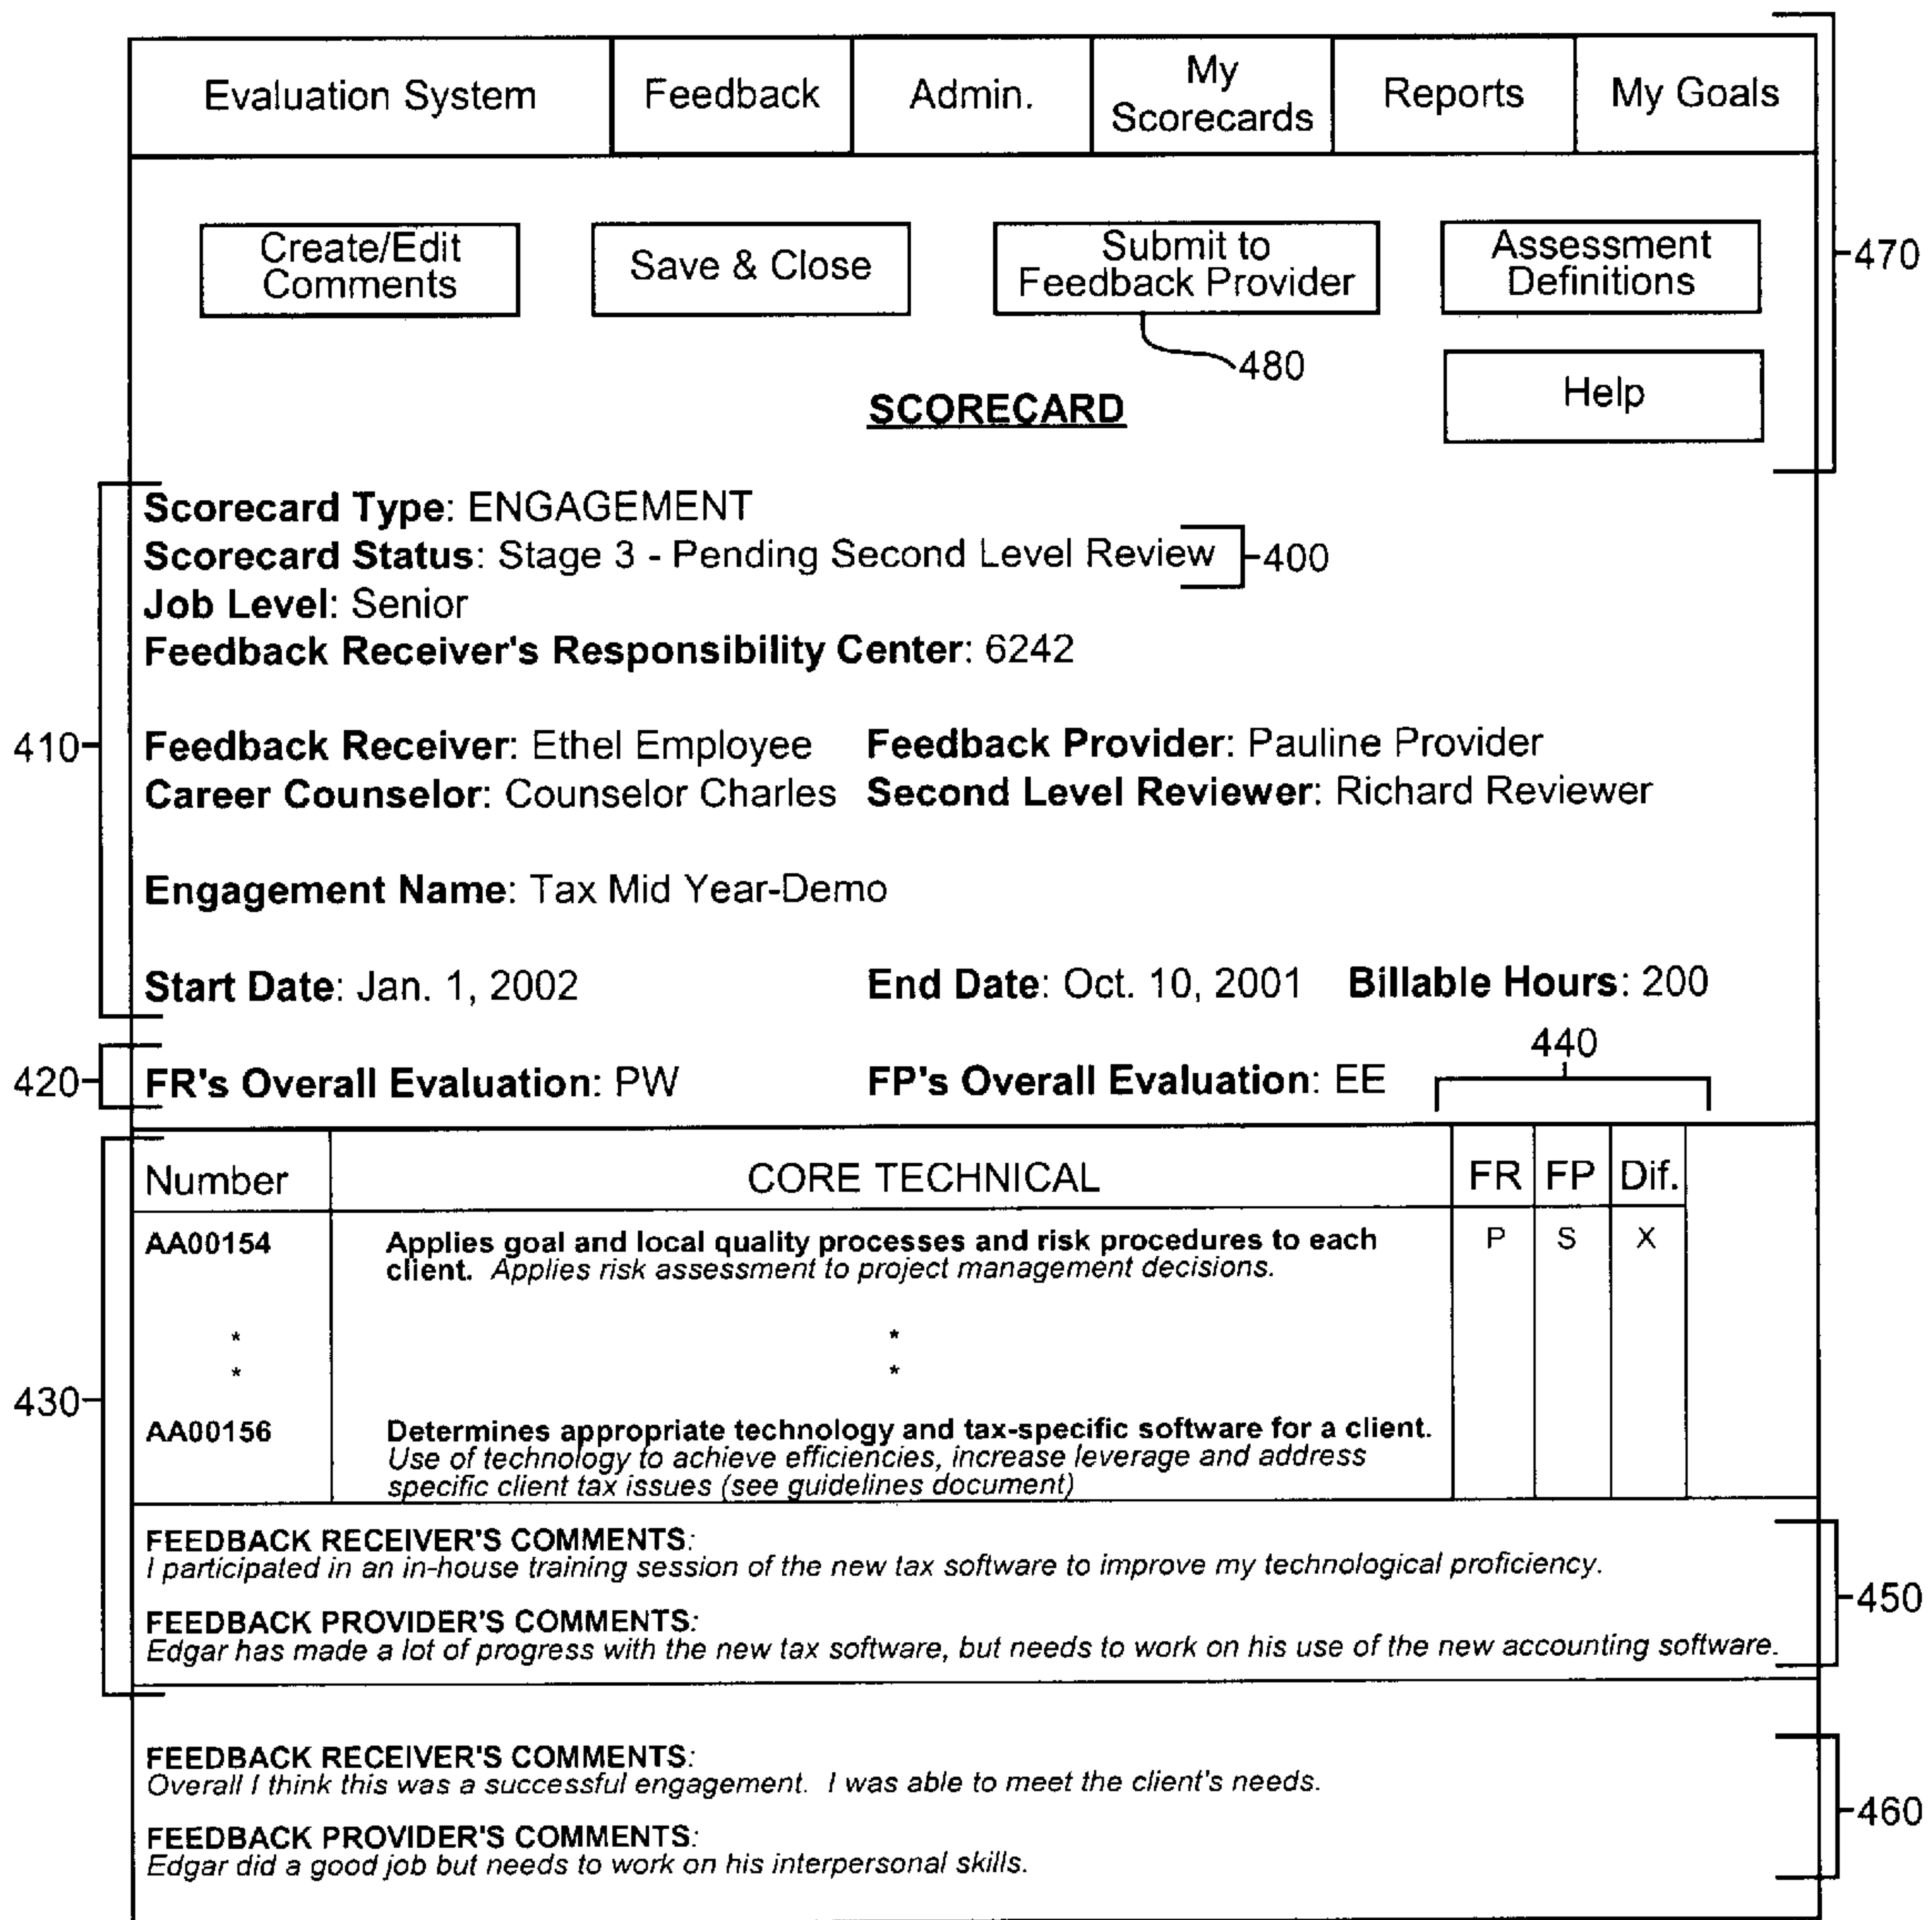 Evaluation System Feedback Admin. My Scorecards Reports My Goals
Create/Edit Comments
Save & Close
Submit to Feedback Provider
Assessment Definitions
470
480
Help
SCORECARD
Scorecard Type: ENGAGEMENT
Scorecard Status: Stage 3 - Pending Second Level Review
400
Job Level: Senior
Feedback Receiver's Responsibility Center: 6242
410
Feedback Receiver: Ethel Employee Feedback Provider: Pauline Provider
Career Counselor: Counselor Charles Second Level Reviewer: Richard Reviewer
Engagement Name: Tax Mid Year-Demo
Start Date: Jan. 1, 2002 End Date: Oct. 10, 2001 Billable Hours: 200
440
420
FR's Overall Evaluation: PW FP's Overall Evaluation: EE
Number CORE TECHNICAL FR FP Dif.
AA00154 Applies goal and local quality processes and risk procedures to each P S X
client. Applies risk assessment to project management decisions.
* *
* *
430
AA00156 Determines appropriate technology and tax-specific software for a client.
Use of technology to achieve efficiencies, increase leverage and address
specific client tax issues (see guidelines document)
FEEDBACK RECEIVER'S COMMENTS:
I participated in an in-house training session of the new tax software to improve my technological proficiency.
450
FEEDBACK PROVIDER'S COMMENTS:
Edgar has made a lot of progress with the new tax software, but needs to work on his use of the new accounting software.
FEEDBACK RECEIVER'S COMMENTS:
Overall I think this was a successful engagement. I was able to meet the client's needs.
460
FEEDBACK PROVIDER'S COMMENTS:
Edgar did a good job but needs to work on his interpersonal skills.